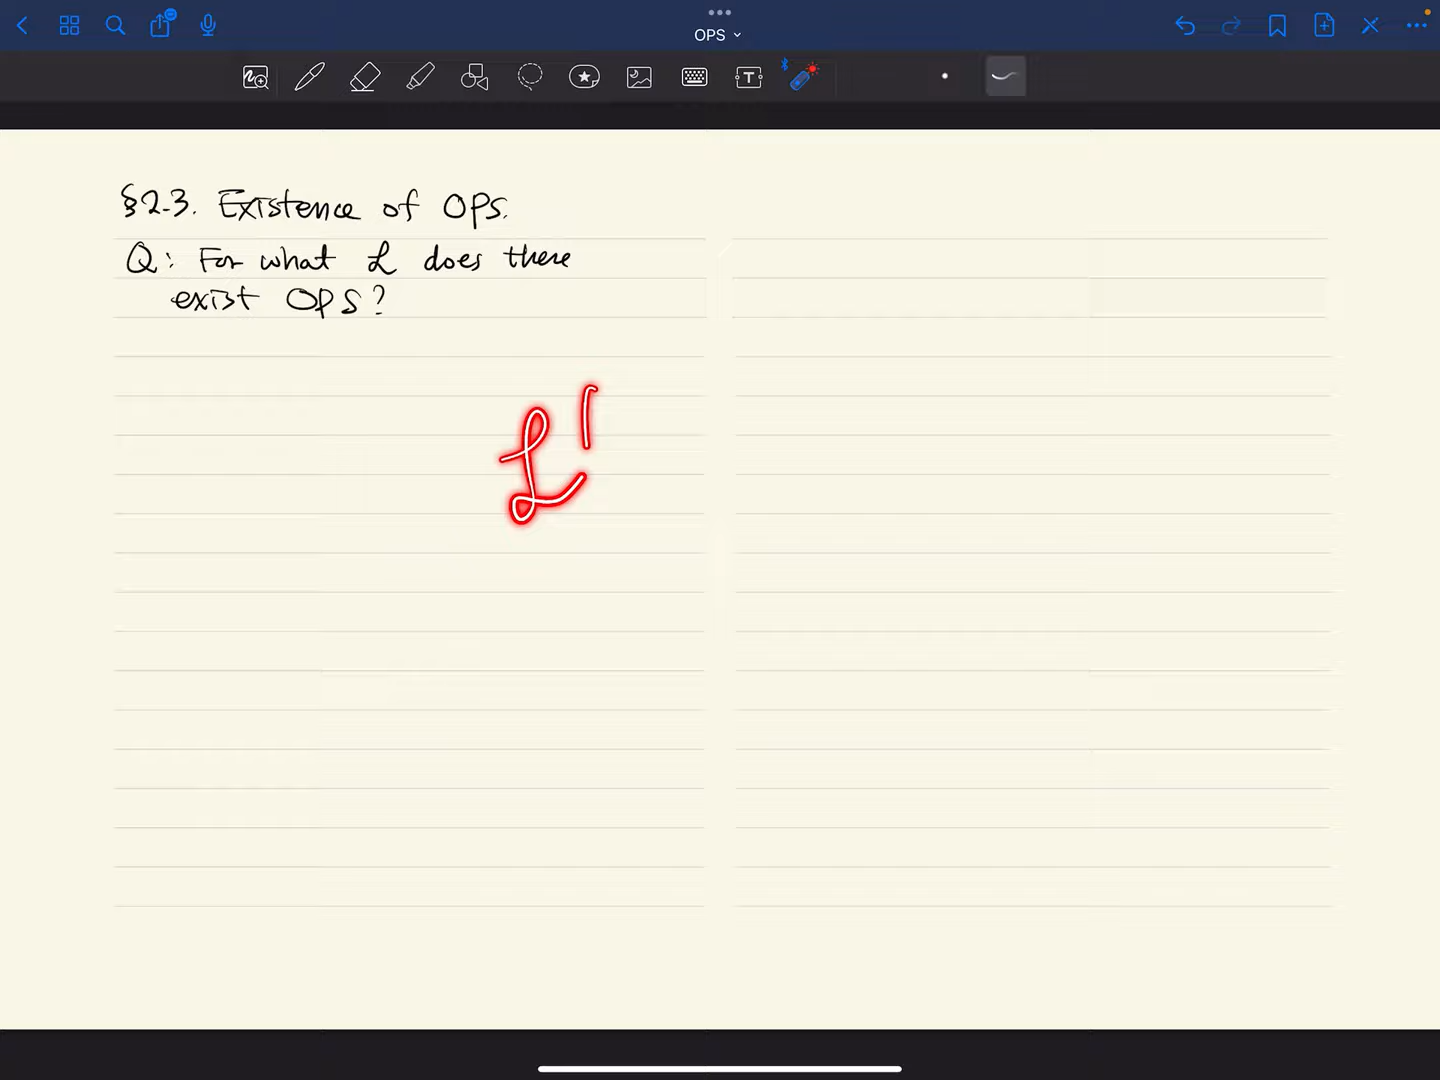 OPS
§2.3. Existence of OPS.
Q: For what ℒ does there
exist OPS?
ℒ